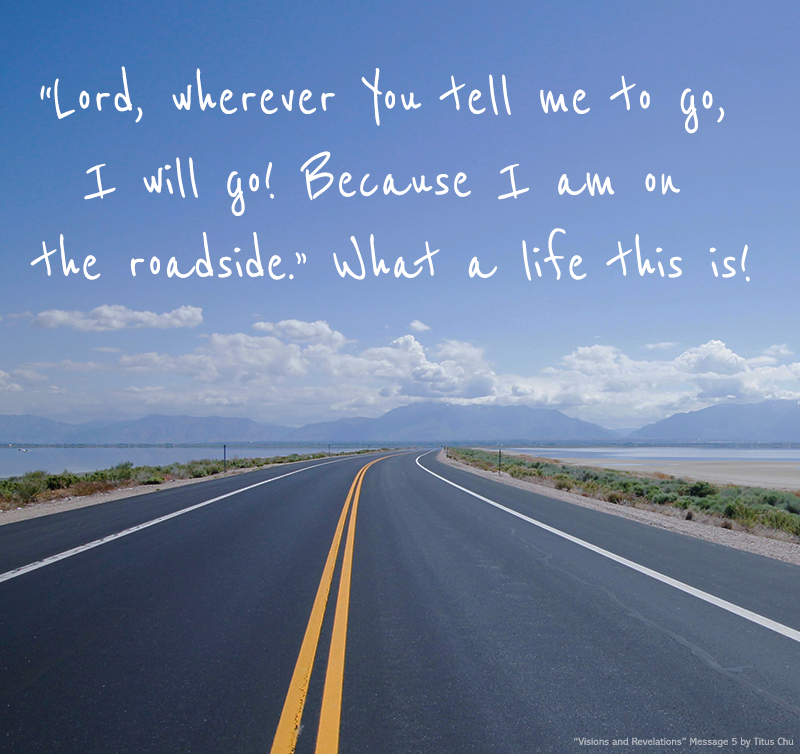 "Lord, wherever You tell me to go,
I will go! Because I am on
the roadside." What a life this is!
"Visions and Revelations" Message 5 by Titus Chu